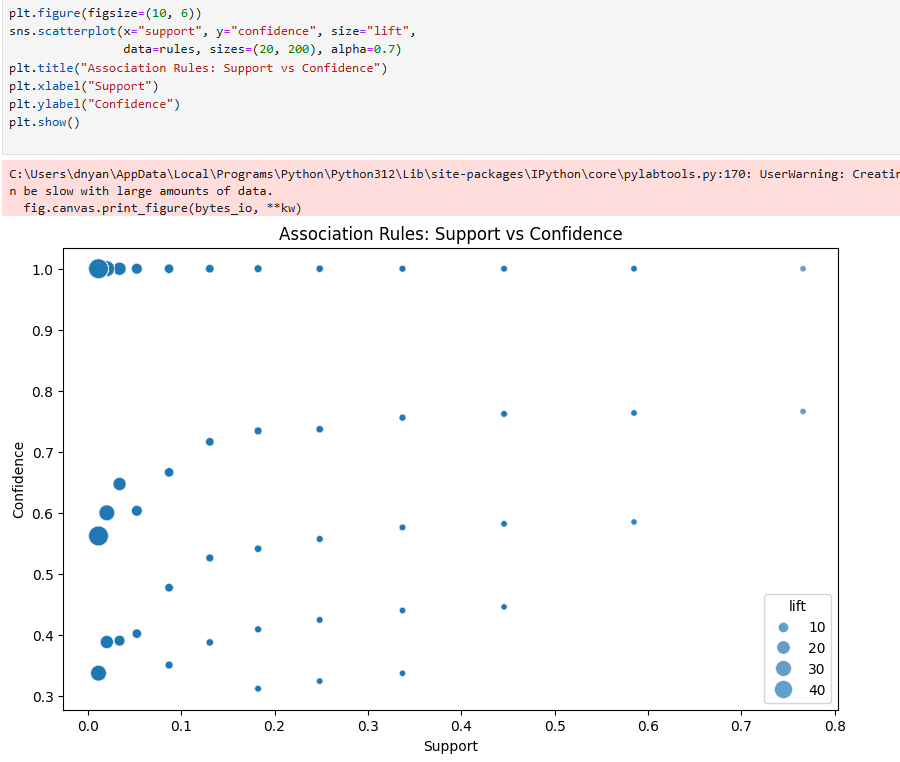 plt.figure(figsize=(10, 6))
sns.scatterplot(x="support", y="confidence", size="lift",
data=rules, sizes=(20, 200), alpha=0.7)
plt.title("Association Rules: Support vs Confidence")
plt.xlabel("Support")
plt.ylabel("Confidence")
plt.show()
C:\Users\dnyan\AppData\Local\Programs\Python\Python312\Lib\site-packages\IPython\core\pylabtools.py:170: UserWarning: Creatin
n be slow with large amounts of data.
fig.canvas.print_figure(bytes_io, **kw)
Association Rules: Support vs Confidence
1.0
0.9
0.8
0.7
0.6
0.5
0.4
0.3
Confidence
lift
10
20
30
40
0.0 0.1 0.2 0.3 0.4 0.5 0.6 0.7 0.8
Support